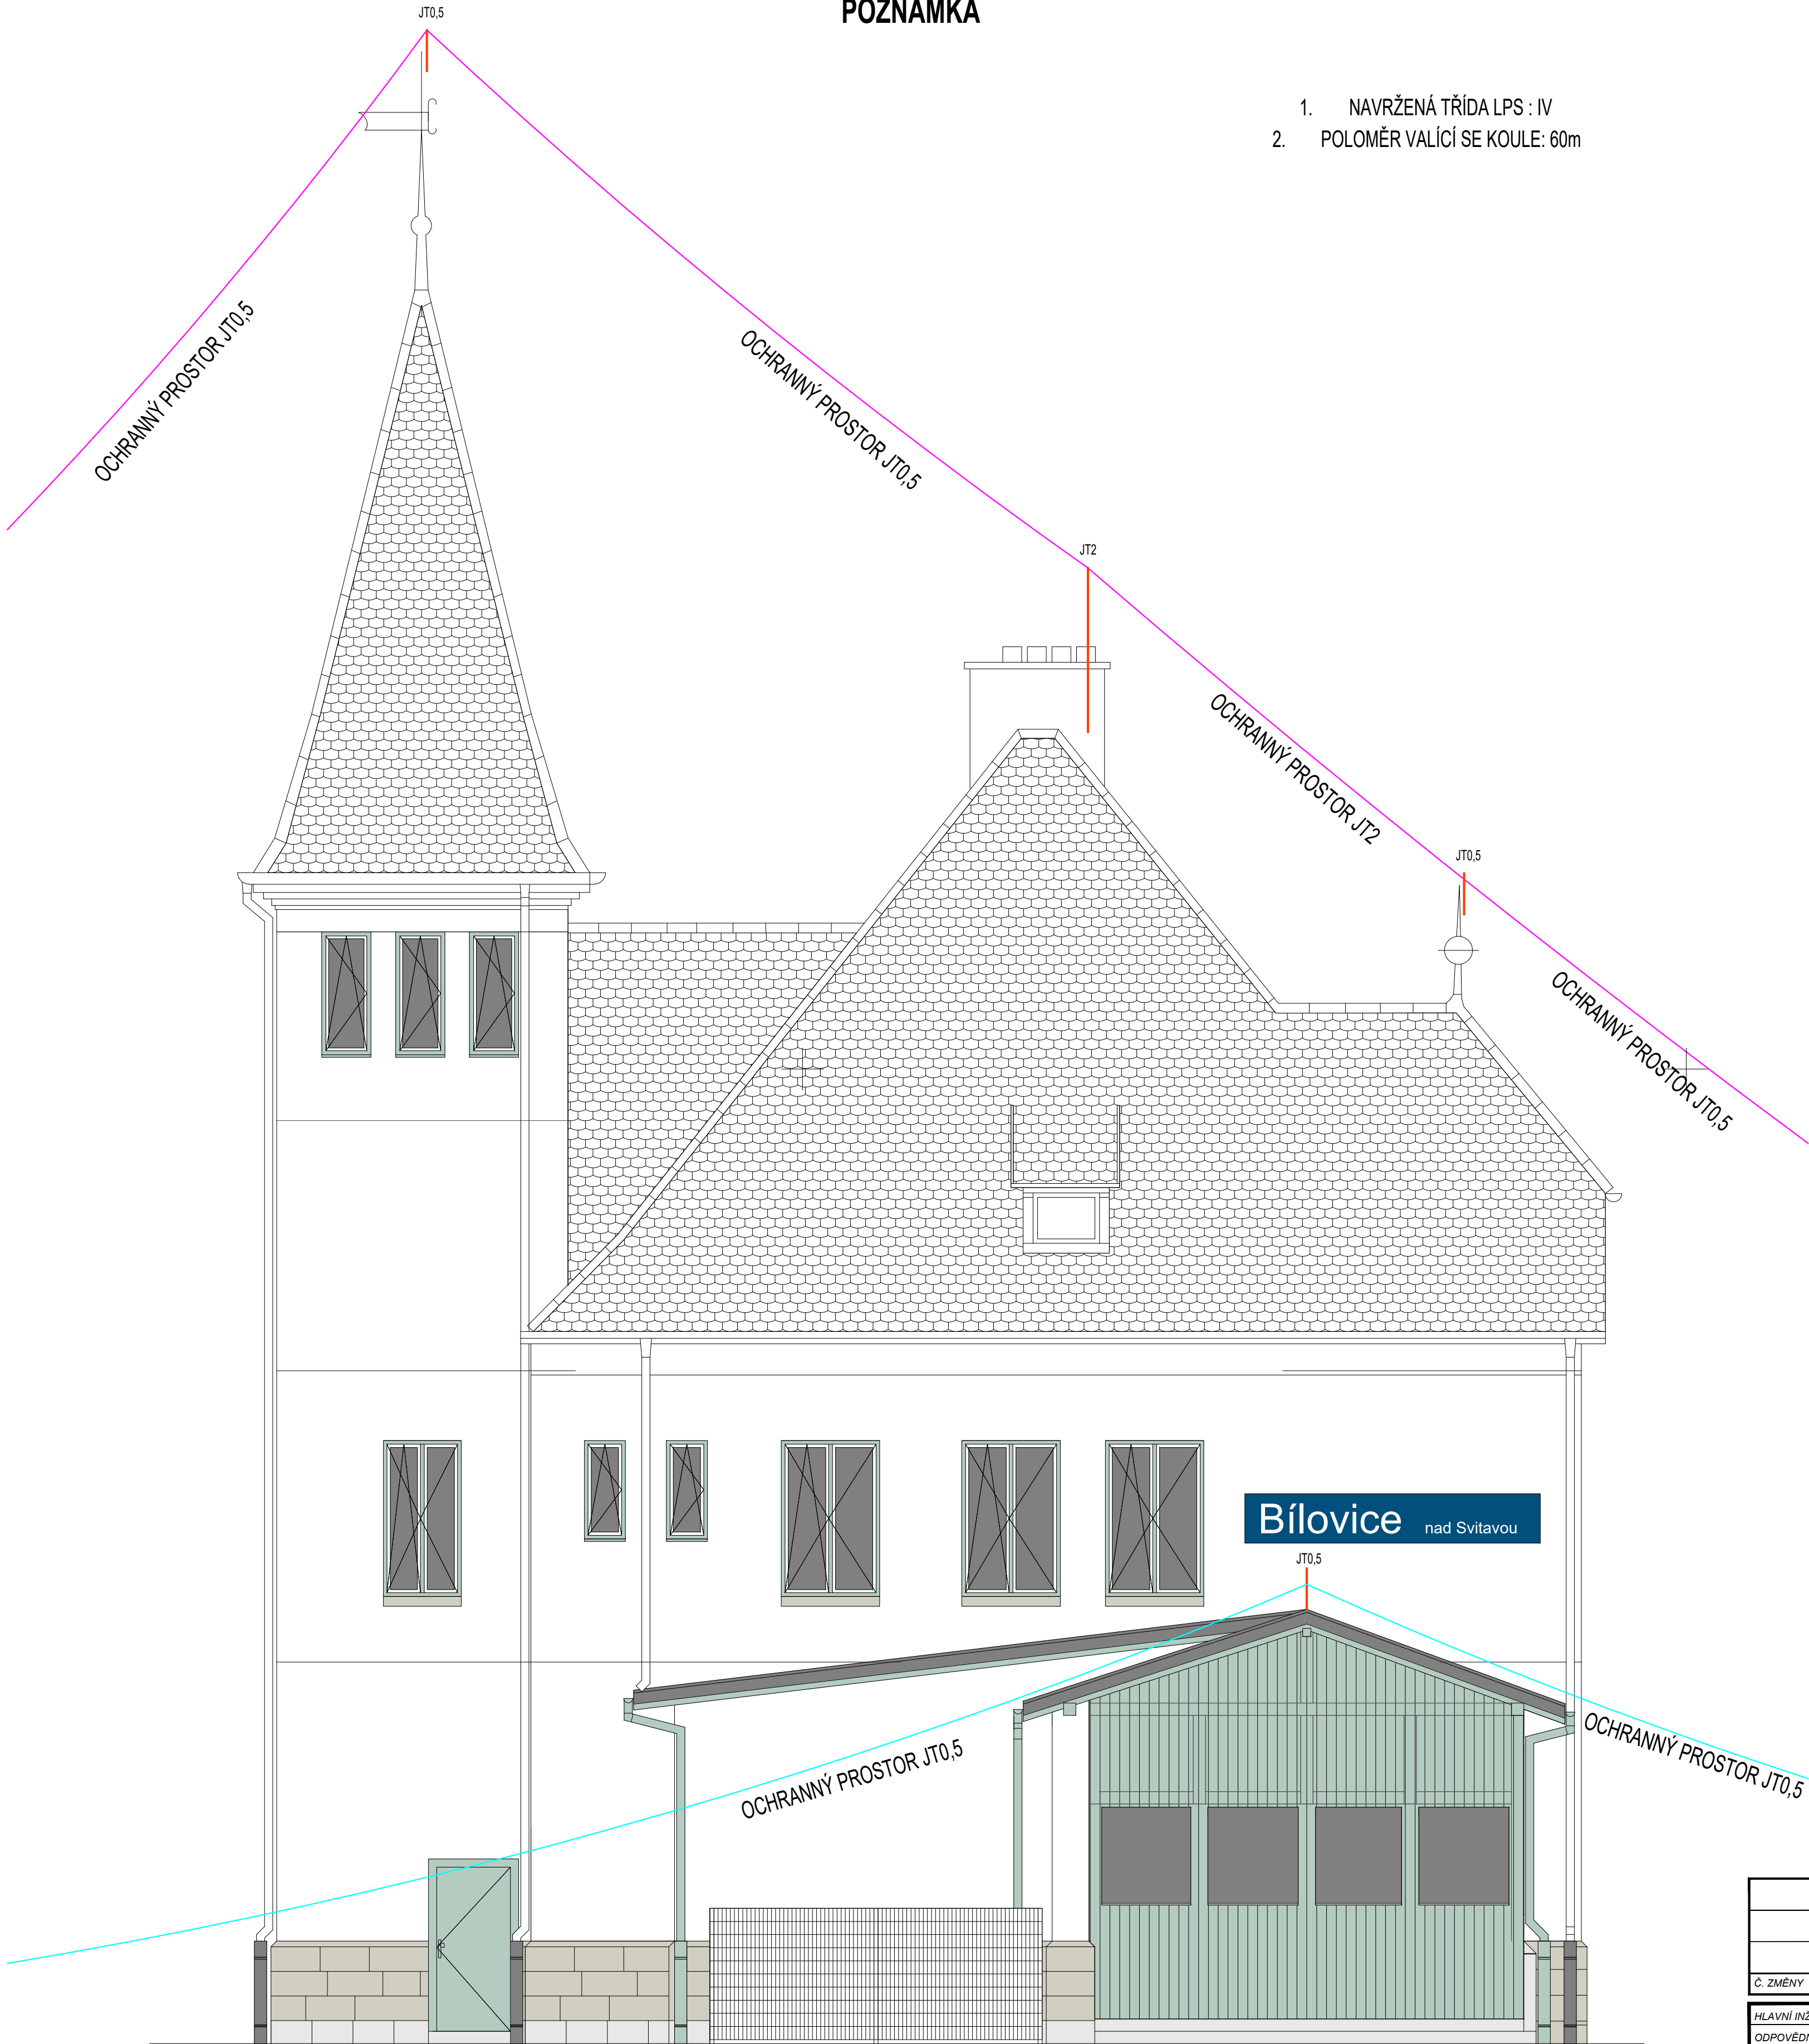 POZNÁMKA
JT0,5
1. NAVRŽENÁ TŘÍDA LPS : IV
2. POLOMĚR VALÍCÍ SE KOULE: 60m
OCHRANNÝ PROSTOR JT0,5
OCHRANNÝ PROSTOR JT0,5
JT2
OCHRANNÝ PROSTOR JT2
JT0,5
OCHRANNÝ PROSTOR JT0,5
Bílovice nad Svitavou
JT0,5
OCHRANNÝ PROSTOR JT0,5
OCHRANNÝ PROSTOR JT0,5
Č. ZMĚNY
HLAVNÍ